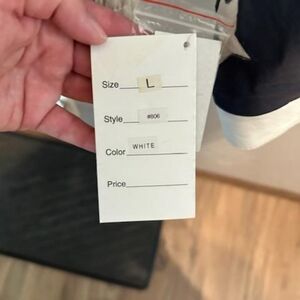 Size L
Style #806
Color WHITE
Price